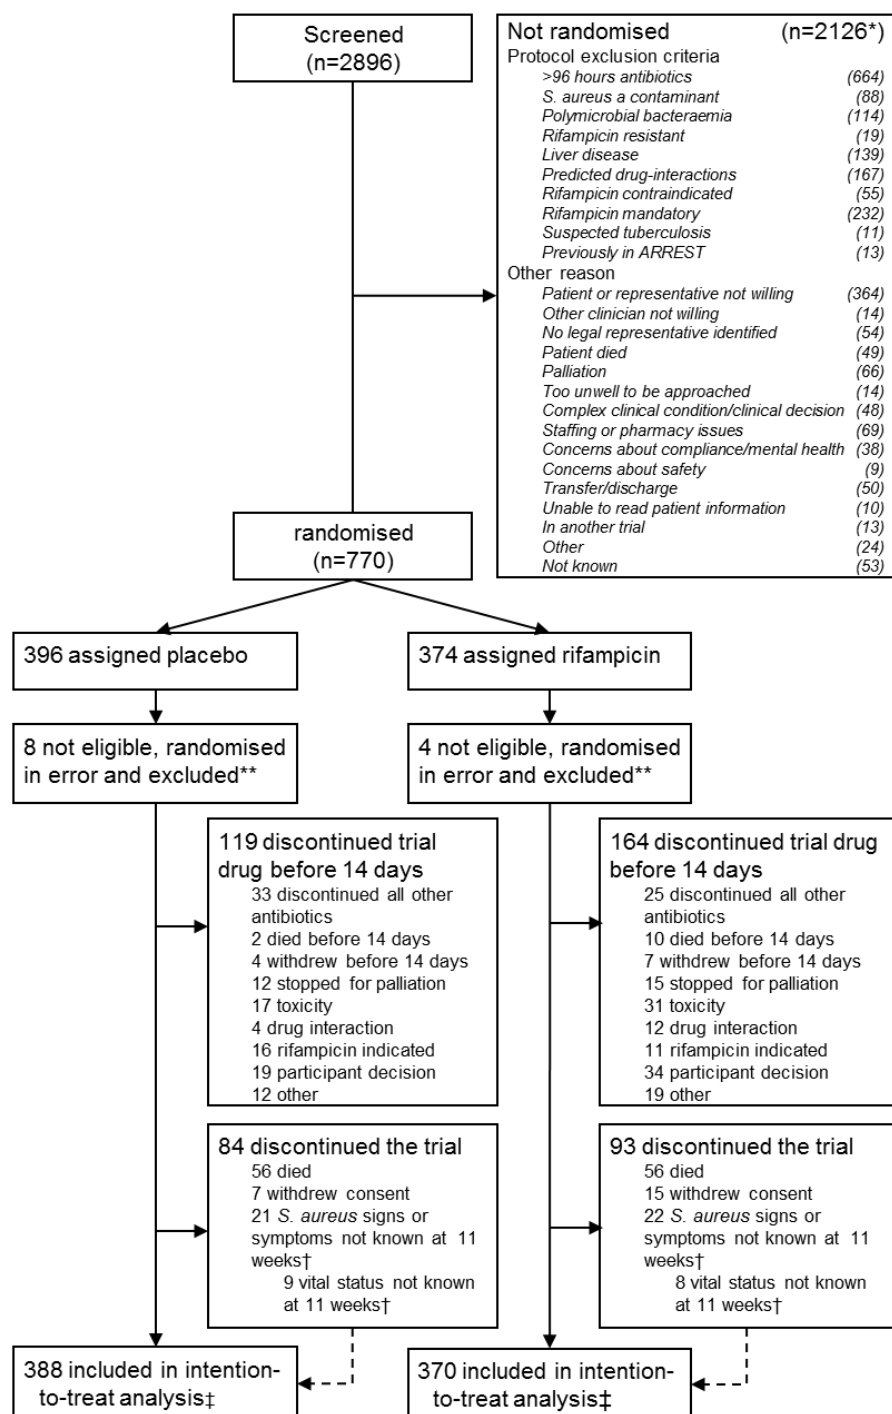 Screened
(n=2896)
Not randomised (n=2126*)
Protocol exclusion criteria
>96 hours antibiotics (664)
S. aureus a contaminant (88)
Polymicrobial bacteraemia (114)
Rifampicin resistant (19)
Liver disease (139)
Predicted drug-interactions (167)
Rifampicin contraindicated (55)
Rifampicin mandatory (232)
Suspected tuberculosis (11)
Previously in ARREST (13)
Other reason
Patient or representative not willing (364)
Other clinician not willing (14)
No legal representative identified (54)
Patient died (49)
Palliation (66)
Too unwell to be approached (14)
Complex clinical condition/clinical decision (48)
Staffing or pharmacy issues (69)
Concerns about compliance/mental health (38)
Concerns about safety (9)
Transfer/discharge (50)
Unable to read patient information (10)
In another trial (13)
Other (24)
Not known (53)
randomised
(n=770)
396 assigned placebo
374 assigned rifampicin
8 not eligible, randomised
in error and excluded**
4 not eligible, randomised
in error and excluded**
119 discontinued trial
drug before 14 days
33 discontinued all other
antibiotics
2 died before 14 days
4 withdrew before 14 days
12 stopped for palliation
17 toxicity
4 drug interaction
16 rifampicin indicated
19 participant decision
12 other
164 discontinued trial drug
before 14 days
25 discontinued all other
antibiotics
10 died before 14 days
7 withdrew before 14 days
15 stopped for palliation
31 toxicity
12 drug interaction
11 rifampicin indicated
34 participant decision
19 other
84 discontinued the trial
56 died
7 withdrew consent
21 S. aureus signs or
symptoms not known at 11
weeks†
9 vital status not known
at 11 weeks†
93 discontinued the trial
56 died
15 withdrew consent
22 S. aureus signs or
symptoms not known at 11
weeks†
8 vital status not known
at 11 weeks†
388 included in intention-
to-treat analysis‡
370 included in intention-
to-treat analysis‡